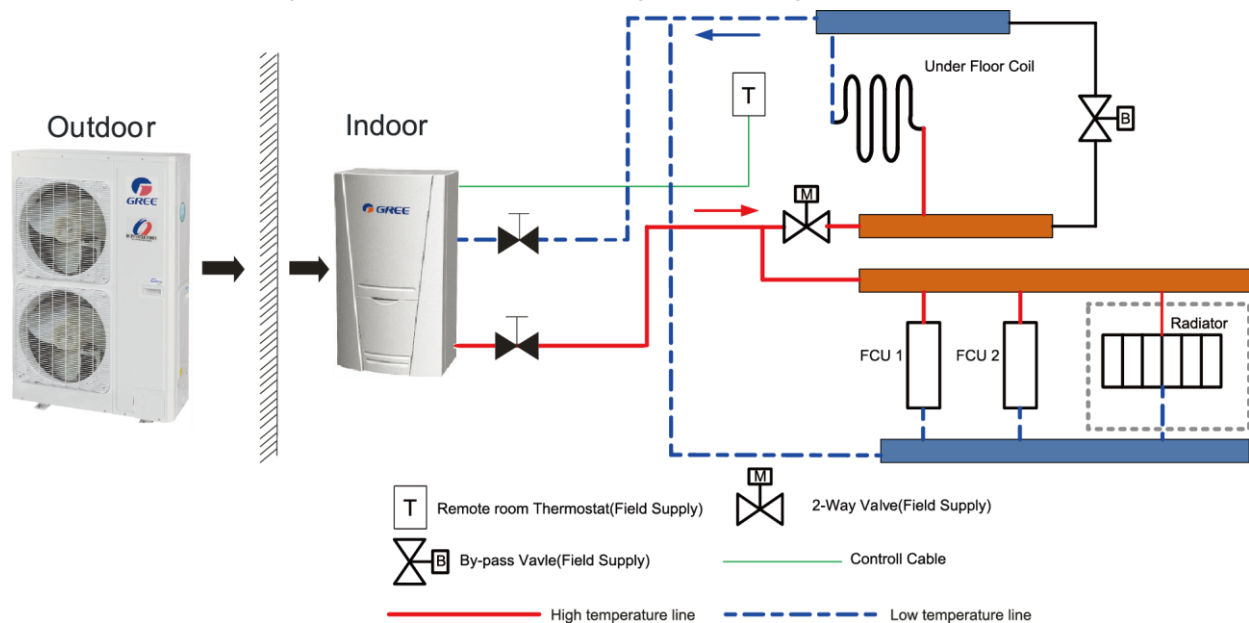 Outdoor
GREE
Indoor
GREE
T
Under Floor Coil
B
M
FCU 1
FCU 2
Radiator
T
Remote room Thermostat(Field Supply)
M
2-Way Valve(Field Supply)
B
By-pass Vavle(Field Supply)
Controll Cable
High temperature line
Low temperature line